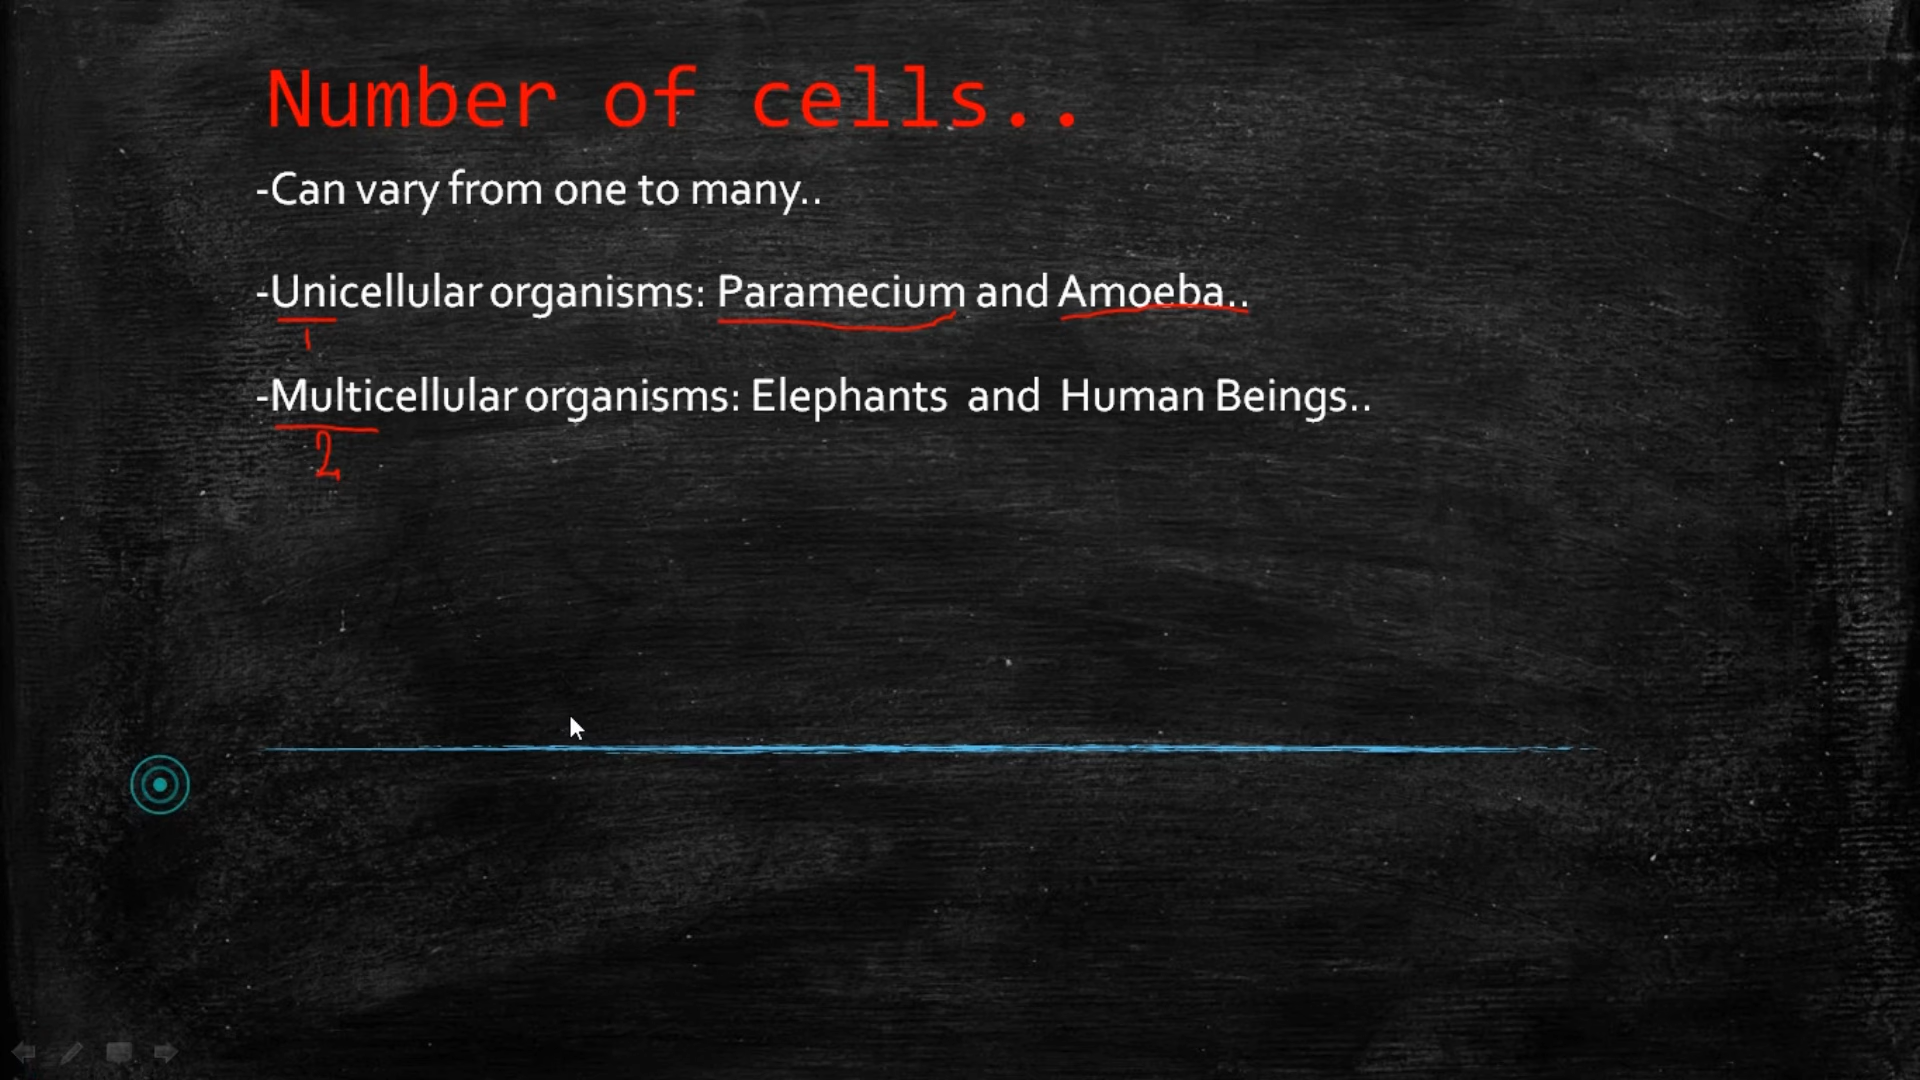 Number of cells..
-Can vary from one to many..
-Unicellular organisms: Paramecium and Amoeba..
1
-Multicellular organisms: Elephants and Human Beings..
2